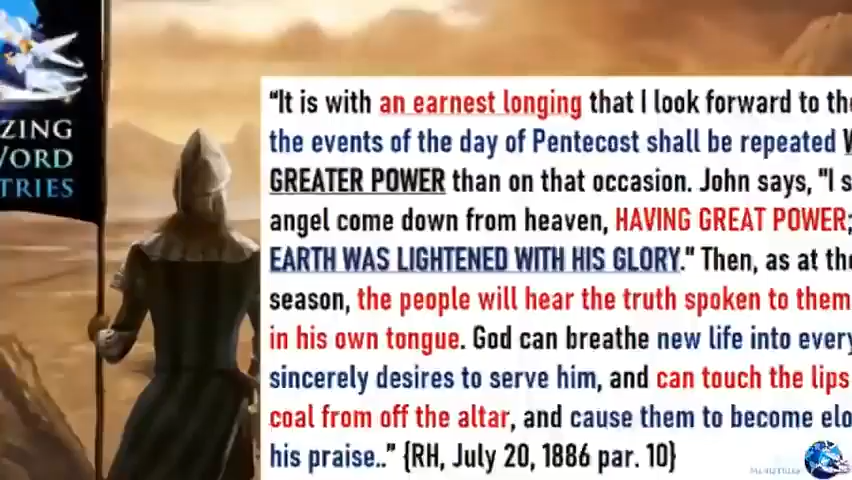 ZING
WORD
TRIES
“It is with an earnest longing that I look forward to the
the events of the day of Pentecost shall be repeated
GREATER POWER than on that occasion. John says, "I s
angel come down from heaven, HAVING GREAT POWER;
EARTH WAS LIGHTENED WITH HIS GLORY." Then, as at the
season, the people will hear the truth spoken to them
in his own tongue. God can breathe new life into every
sincerely desires to serve him, and can touch the lips
coal from off the altar, and cause them to become elo
his praise..” {RH, July 20, 1886 par. 10}